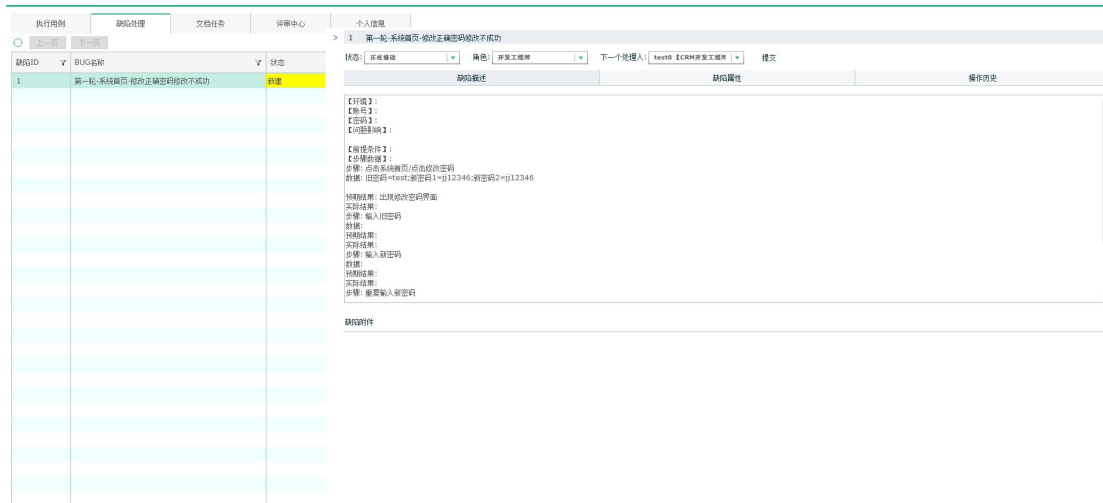 执行用例 缺陷处理 文档任务 评审中心 个人信息
上一页 下一页
> 1 第一轮-系统首页-修改正确密码修改不成功
缺陷ID BUG名称 状态
状态: 正在修改 角色: 开发工程师 下一个处理人: test8【CRM开发工程师 提交
1 第一轮-系统首页-修改正确密码修改不成功 新建
缺陷描述 缺陷属性 操作历史
【环境】:
【账号】:
【密码】:
【问题影响】:
【前提条件】:
【步骤数据】:
步骤: 点击系统首页/点击修改密码
数据: 旧密码=test;新密码1=jj12346;新密码2=jj12346
预期结果: 出现修改密码界面
实际结果:
步骤: 输入旧密码
数据:
预期结果:
实际结果:
步骤: 输入新密码
数据:
预期结果:
实际结果:
步骤: 重复输入新密码
缺陷附件